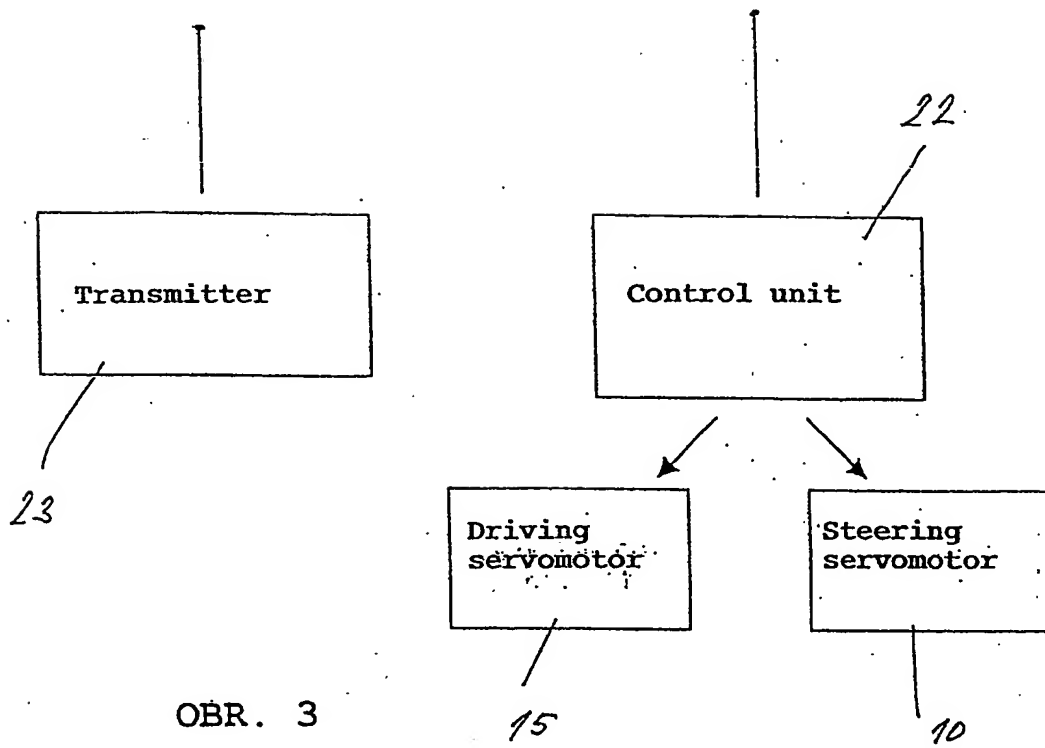 22
Transmitter
Control unit
23
Driving
servomotor
Steering
servomotor
OBR. 3
15
10